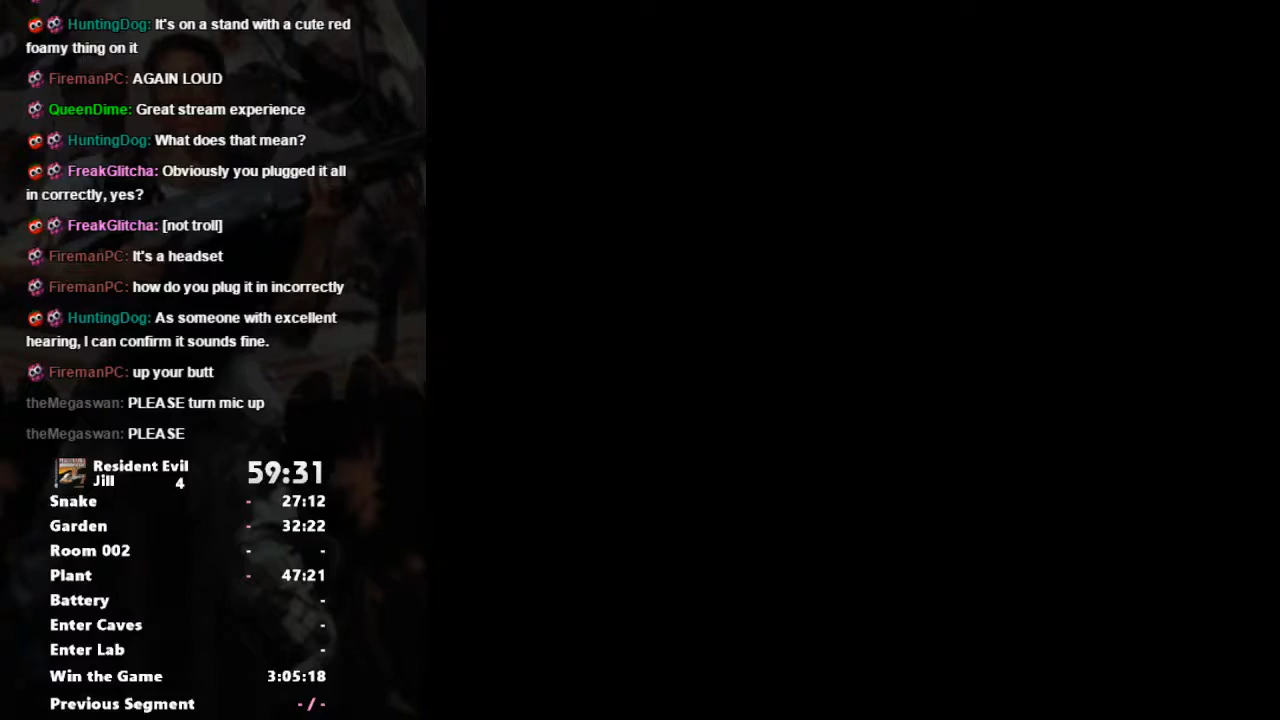 HuntingDog: It's on a stand with a cute red
foamy thing on it
FiremanPC: AGAIN LOUD
QueenDime: Great stream experience
HuntingDog: What does that mean?
FreakGlitcha: Obviously you plugged it all
in correctly, yes?
FreakGlitcha: [not troll]
FiremanPC: It's a headset
FiremanPC: how do you plug it in incorrectly
HuntingDog: As someone with excellent
hearing, I can confirm it sounds fine.
FiremanPC: up your butt
theMegaswan: PLEASE turn mic up
theMegaswan: PLEASE
Resident Evil 59:31
Jill 4
Snake - 27:12
Garden - 32:22
Room 002 - -
Plant - 47:21
Battery -
Enter Caves -
Enter Lab -
Win the Game 3:05:18
Previous Segment - / -